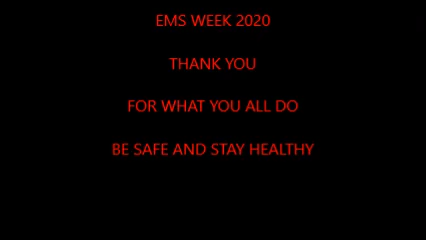 EMS WEEK 2020
THANK YOU
FOR WHAT YOU ALL DO
BE SAFE AND STAY HEALTHY